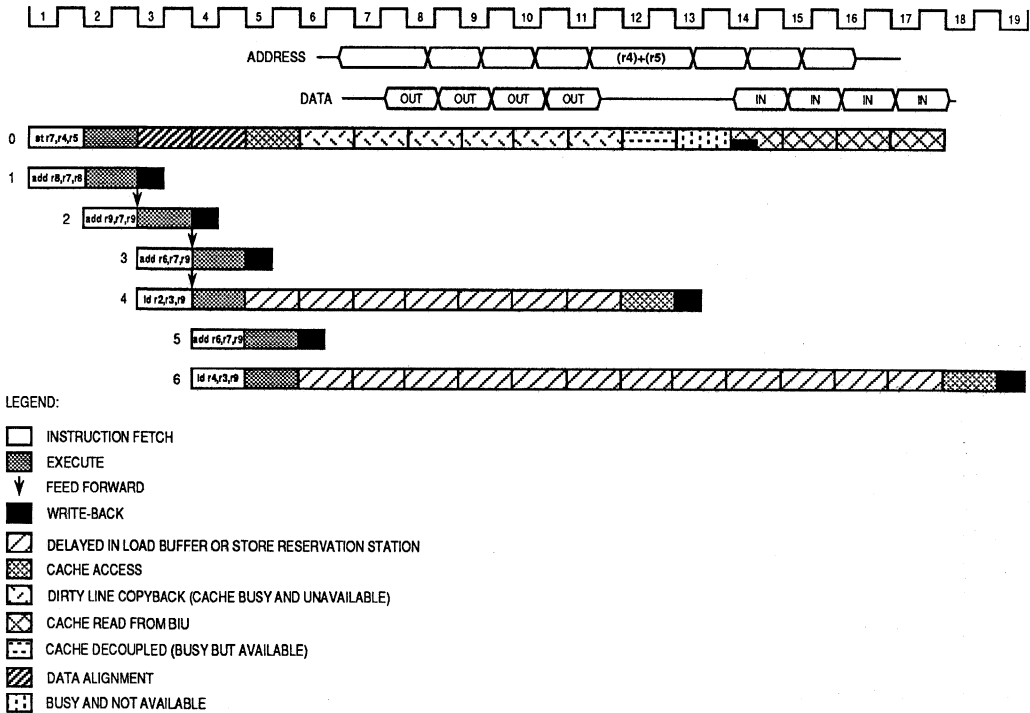 1 2 3 4 5 6 7 8 9 10 11 12 13 14 15 16 17 18 19
ADDRESS (r4)+(r5)
DATA OUT OUT OUT OUT IN IN IN IN
0 st r7,r4,r5
1 add r8,r7,r8
2 add r9,r7,r9
3 add r6,r7,r9
4 ld r2,r3,r9
5 add r6,r7,r9
6 ld r4,r3,r9
LEGEND:
INSTRUCTION FETCH
EXECUTE
FEED FORWARD
WRITE-BACK
DELAYED IN LOAD BUFFER OR STORE RESERVATION STATION
CACHE ACCESS
DIRTY LINE COPYBACK (CACHE BUSY AND UNAVAILABLE)
CACHE READ FROM BIU
CACHE DECOUPLED (BUSY BUT AVAILABLE)
DATA ALIGNMENT
BUSY AND NOT AVAILABLE